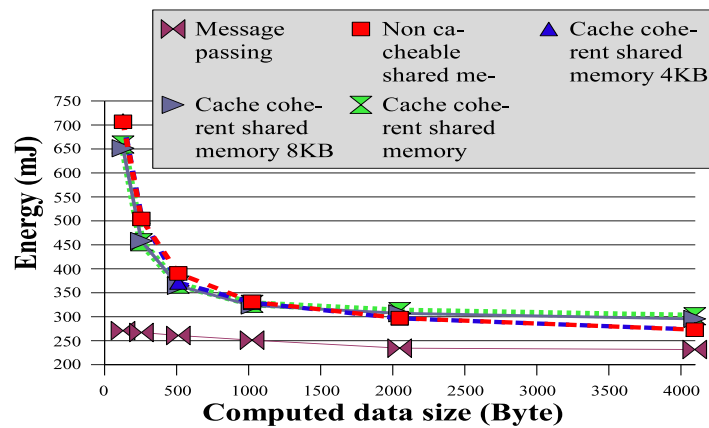 Message passing
Non ca-cheable shared me-
Cache cohe-rent shared memory 4KB
Cache cohe-rent shared memory 8KB
Cache cohe-rent shared memory
Energy (mJ)
750
700
650
600
550
500
450
400
350
300
250
200
0 500 1000 1500 2000 2500 3000 3500 4000
Computed data size (Byte)